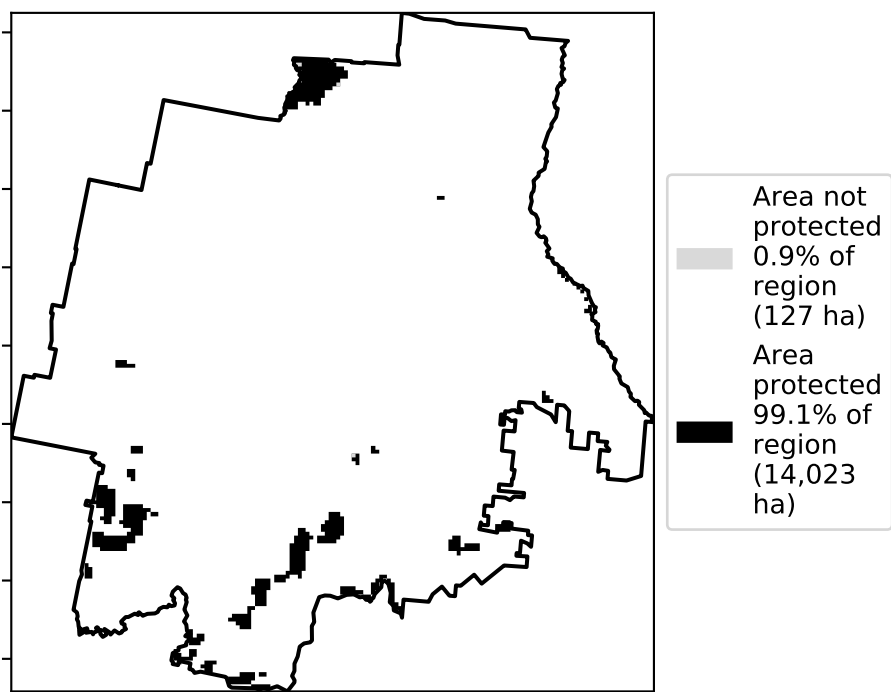 Area not
protected
0.9% of
region
(127 ha)
Area
protected
99.1% of
region
(14,023
ha)